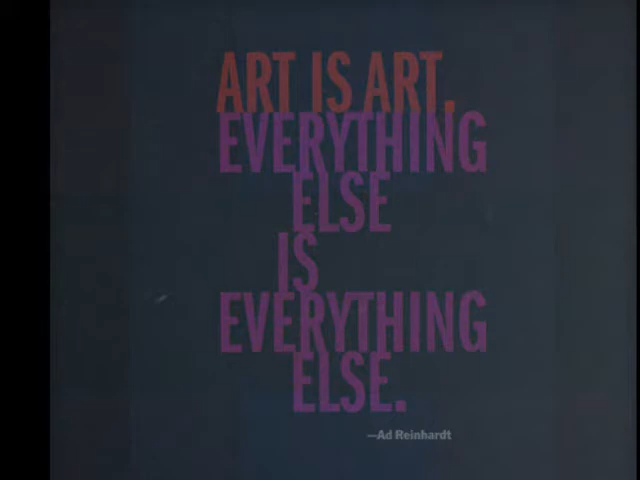 ART IS ART.
EVERYTHING
ELSE
IS
EVERYTHING
ELSE.
—Ad Reinhardt